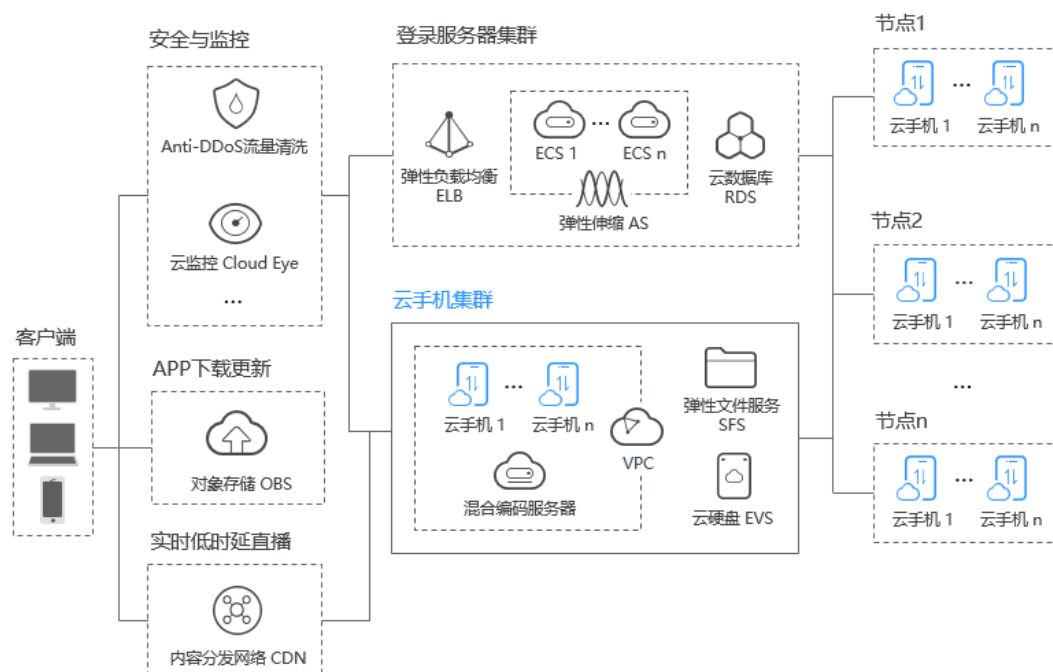 客户端
安全与监控
Anti-DDoS流量清洗
云监控 Cloud Eye
...
APP下载更新
对象存储 OBS
实时低时延直播
内容分发网络 CDN
登录服务器集群
弹性负载均衡
ELB
ECS 1
...
ECS n
弹性伸缩 AS
云数据库
RDS
云手机集群
...
云手机 1
云手机 n
混合编码服务器
VPC
弹性文件服务
SFS
云硬盘 EVS
节点1
...
云手机 1
云手机 n
节点2
...
云手机 1
云手机 n
...
节点n
...
云手机 1
云手机 n